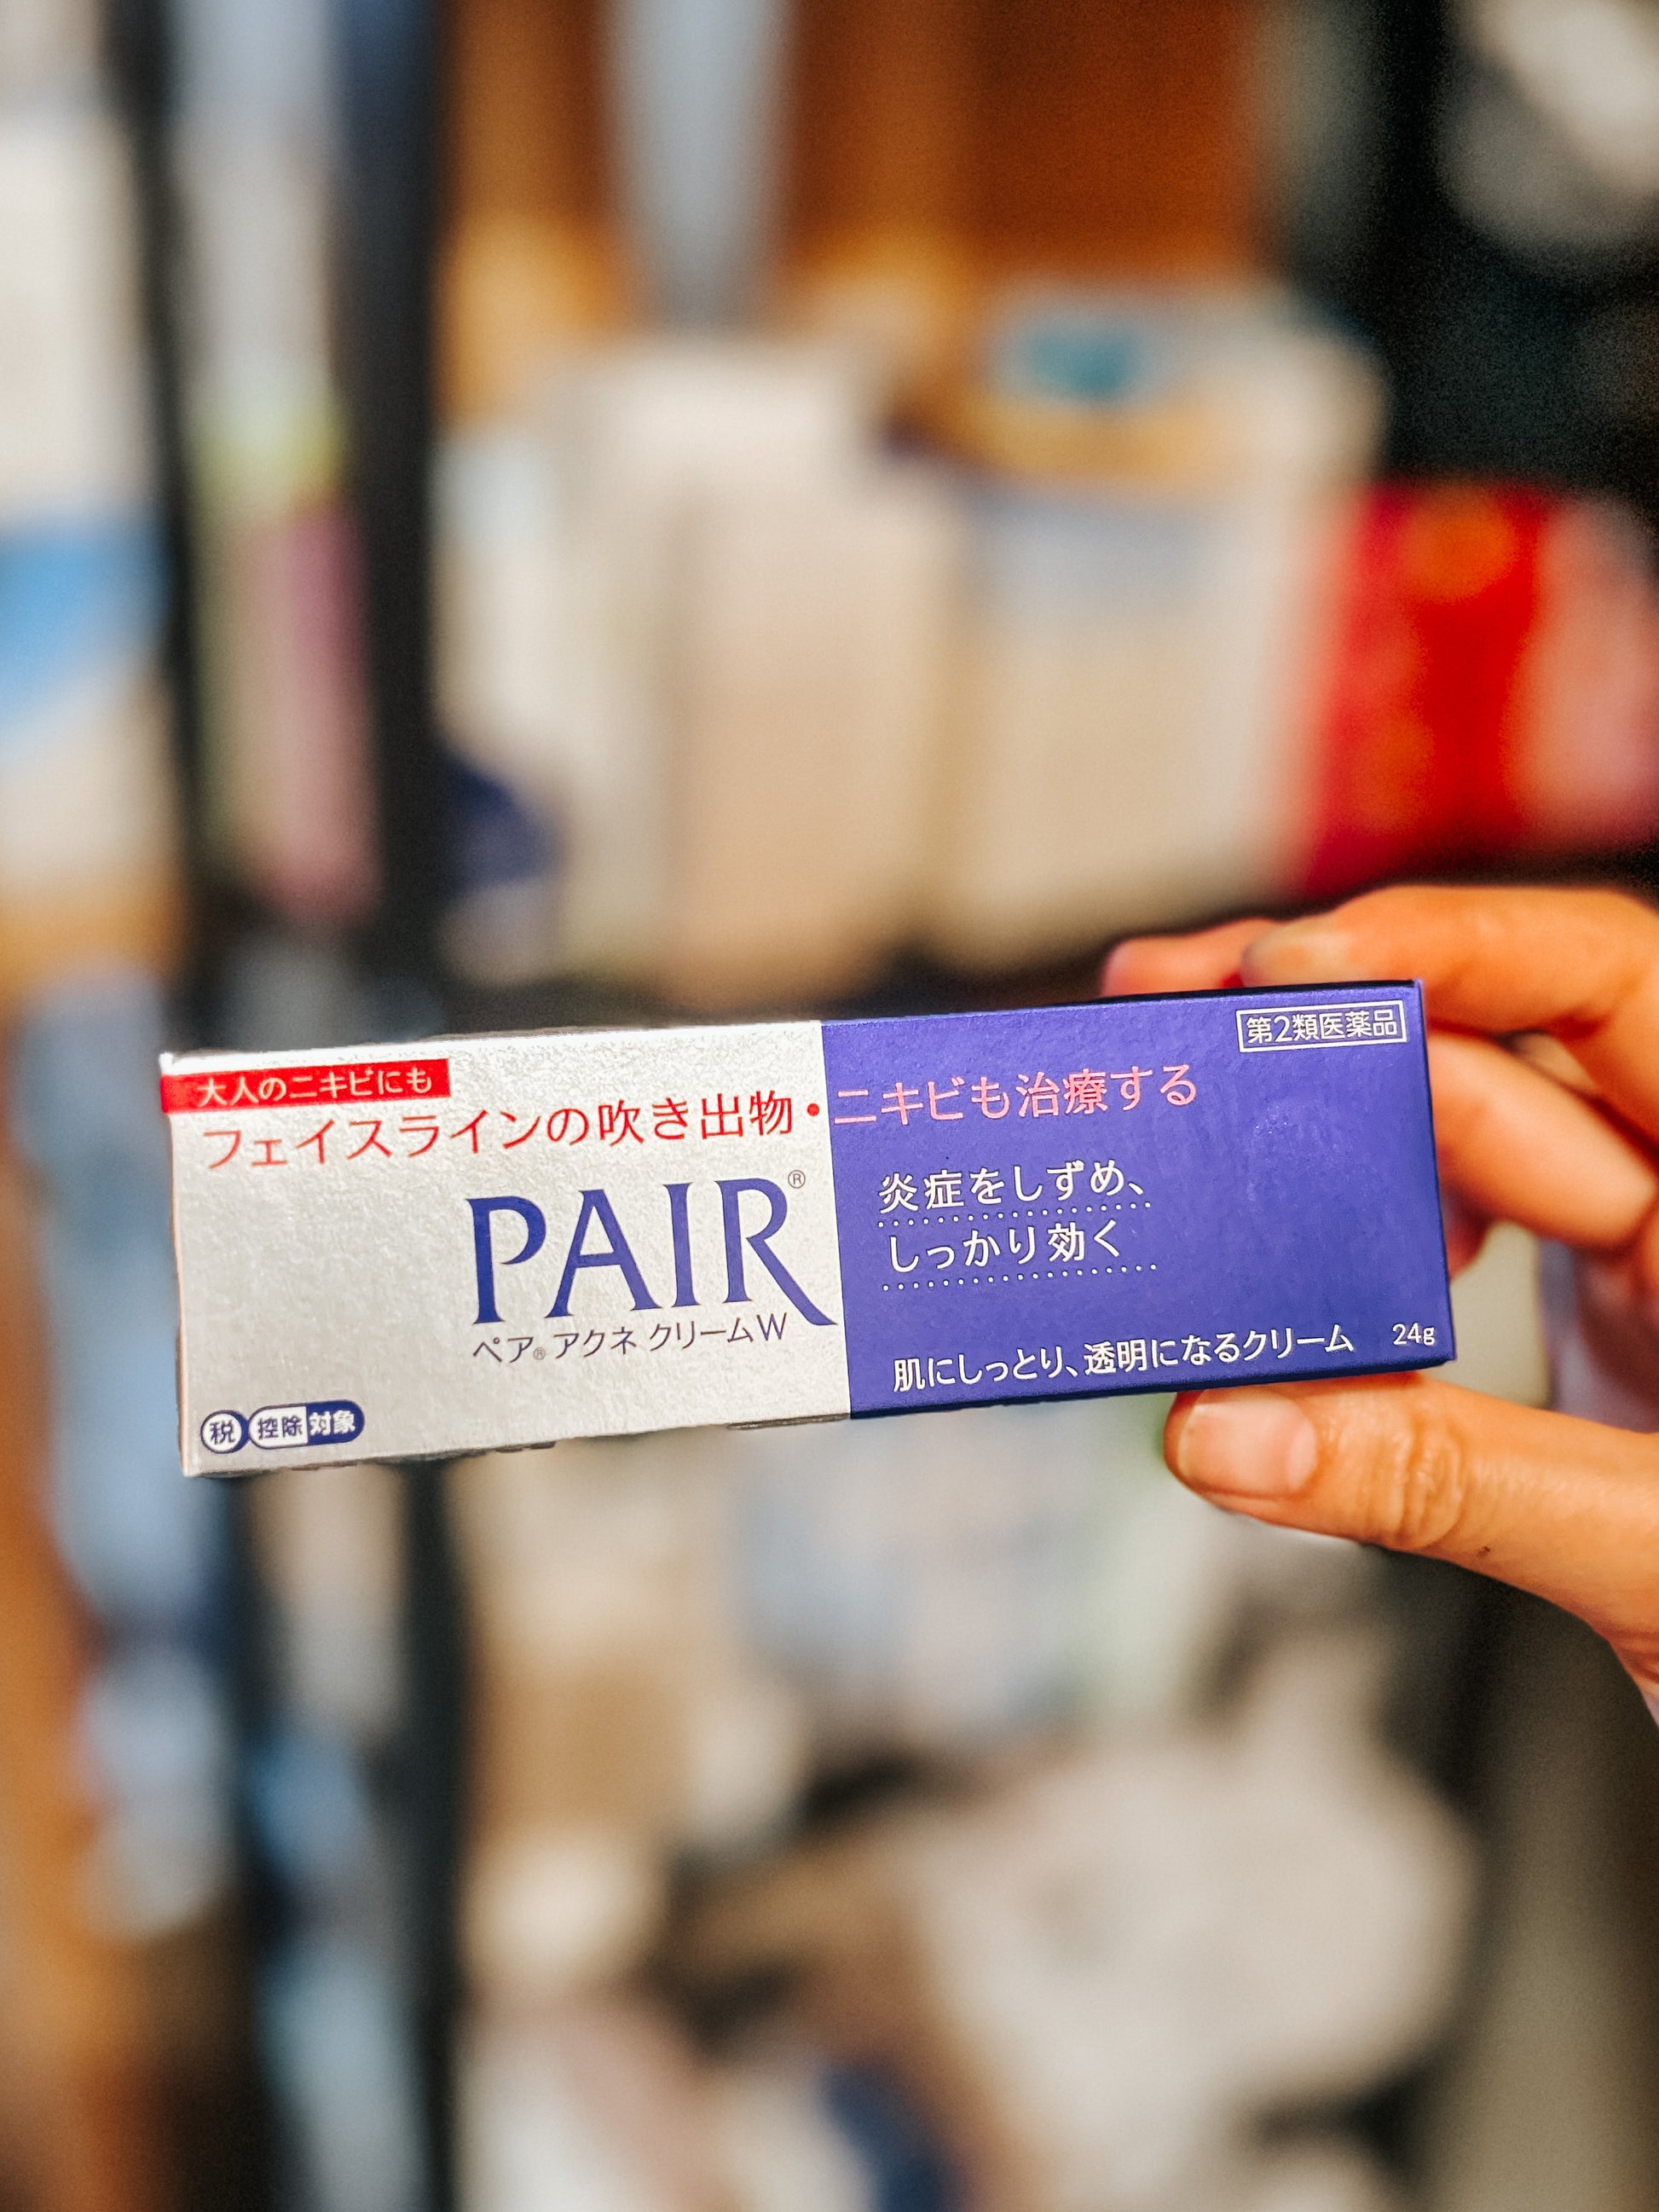 第2類医薬品
大人のニキビにも
フェイスラインの吹き出物・ニキビも治療する
PAIR®
ペア®アクネ クリームW
炎症をしずめ、
しっかり効く
肌にしっとり、透明になるクリーム 24g
税 控除対象